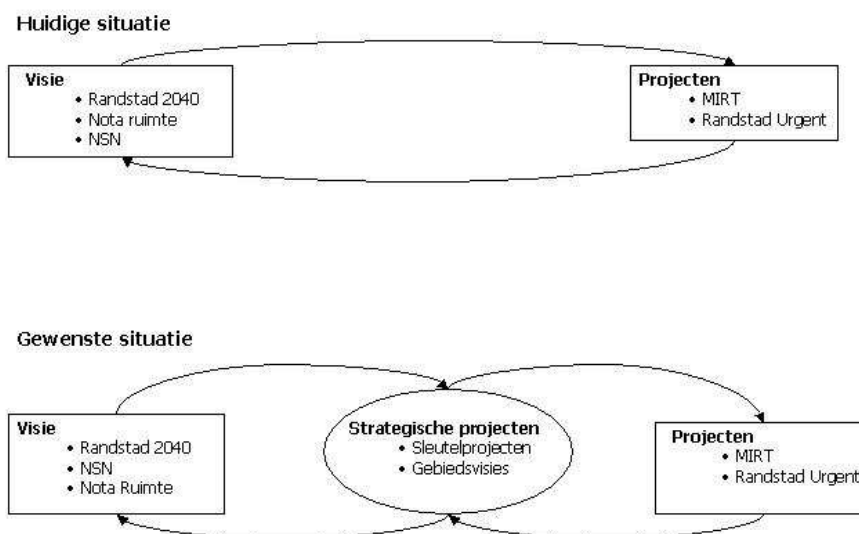 Huidige situatie
Visie
• Randstad 2040
• Nota ruimte
• NSN
Projecten
• MIRT
• Randstad Urgent
Gewenste situatie
Visie
• Randstad 2040
• NSN
• Nota Ruimte
Strategische projecten
• Sleutelprojecten
• Gebiedsvisies
Projecten
• MIRT
• Randstad Urgent